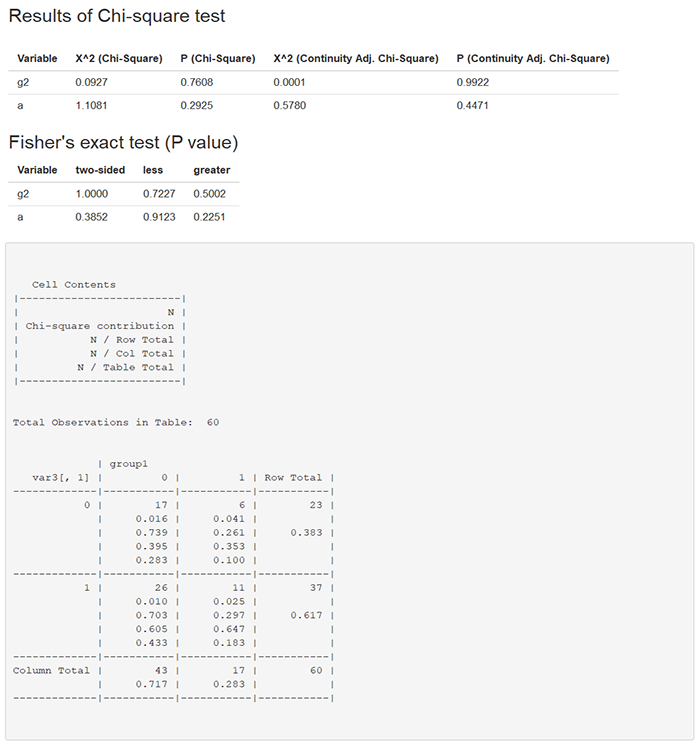 Results of Chi-square test
Variable X^2 (Chi-Square) P (Chi-Square) X^2 (Continuity Adj. Chi-Square) P (Continuity Adj. Chi-Square)
g2 0.0927 0.7608 0.0001 0.9922
a 1.1081 0.2925 0.5780 0.4471
Fisher's exact test (P value)
Variable two-sided less greater
g2 1.0000 0.7227 0.5002
a 0.3852 0.9123 0.2251
Cell Contents
|-------------------------|
| N |
| Chi-square contribution |
| N / Row Total |
| N / Col Total |
| N / Table Total |
|-------------------------|
Total Observations in Table: 60
| group1
var3[, 1] | 0 | 1 | Row Total |
-------------|-----------|-----------|-----------|
0 | 17 | 6 | 23 |
| 0.016 | 0.041 | |
| 0.739 | 0.261 | 0.383 |
| 0.395 | 0.353 | |
| 0.283 | 0.100 | |
-------------|-----------|-----------|-----------|
1 | 26 | 11 | 37 |
| 0.010 | 0.025 | |
| 0.703 | 0.297 | 0.617 |
| 0.605 | 0.647 | |
| 0.433 | 0.183 | |
-------------|-----------|-----------|-----------|
Column Total | 43 | 17 | 60 |
| 0.717 | 0.283 | |
-------------|-----------|-----------|-----------|